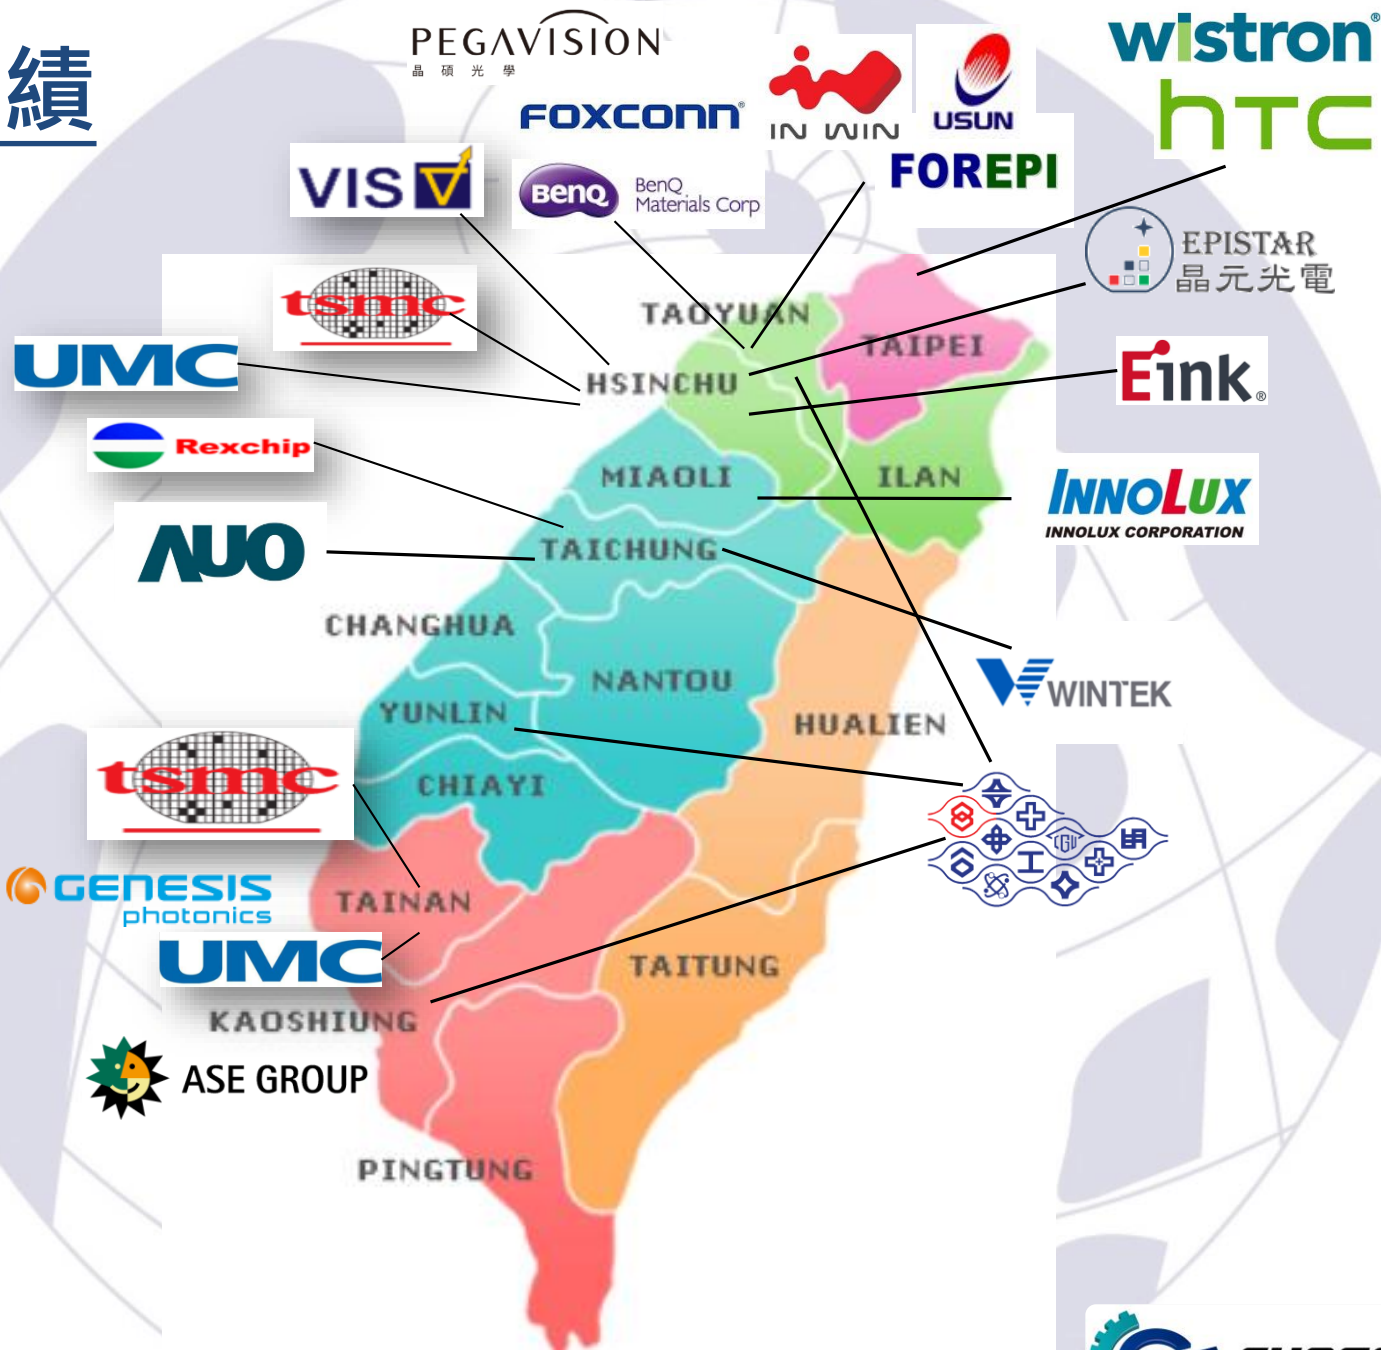 績
PEGAVISION
晶碩光學
wistron®
FOXCONN®
IN WIN
USUN
hTC
VIS
BenQ
BenQ
Materials Corp
FOREPI
EPISTAR
晶元光電
tsmc
TAOYUAN
TAIPEI
UMC
HSINCHU
Eink®
Rexchip
MIAOLI
ILAN
INNOLUX
INNOLUX CORPORATION
AUO
TAICHUNG
CHANGHUA
NANTOU
WINTEK
YUNLIN
HUALIEN
tsmc
CHIAYI
CGU
GENESIS
photonics
TAINAN
UMC
TAITUNG
KAOSHIUNG
ASE GROUP
PINGTUNG